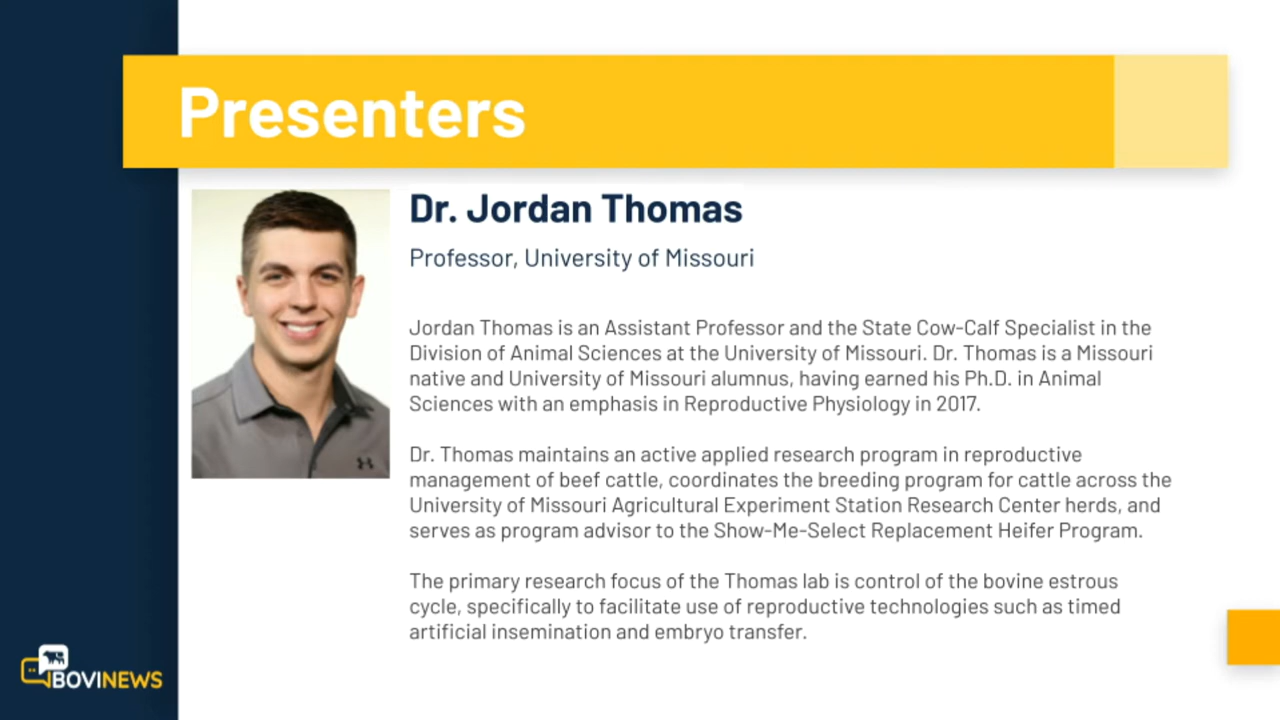 Presenters
Dr. Jordan Thomas
Professor, University of Missouri
Jordan Thomas is an Assistant Professor and the State Cow-Calf Specialist in the
Division of Animal Sciences at the University of Missouri. Dr. Thomas is a Missouri
native and University of Missouri alumnus, having earned his Ph.D. in Animal
Sciences with an emphasis in Reproductive Physiology in 2017.
Dr. Thomas maintains an active applied research program in reproductive
management of beef cattle, coordinates the breeding program for cattle across the
University of Missouri Agricultural Experiment Station Research Center herds, and
serves as program advisor to the Show-Me-Select Replacement Heifer Program.
The primary research focus of the Thomas lab is control of the bovine estrous
cycle, specifically to facilitate use of reproductive technologies such as timed
artificial insemination and embryo transfer.
BOVINEWS